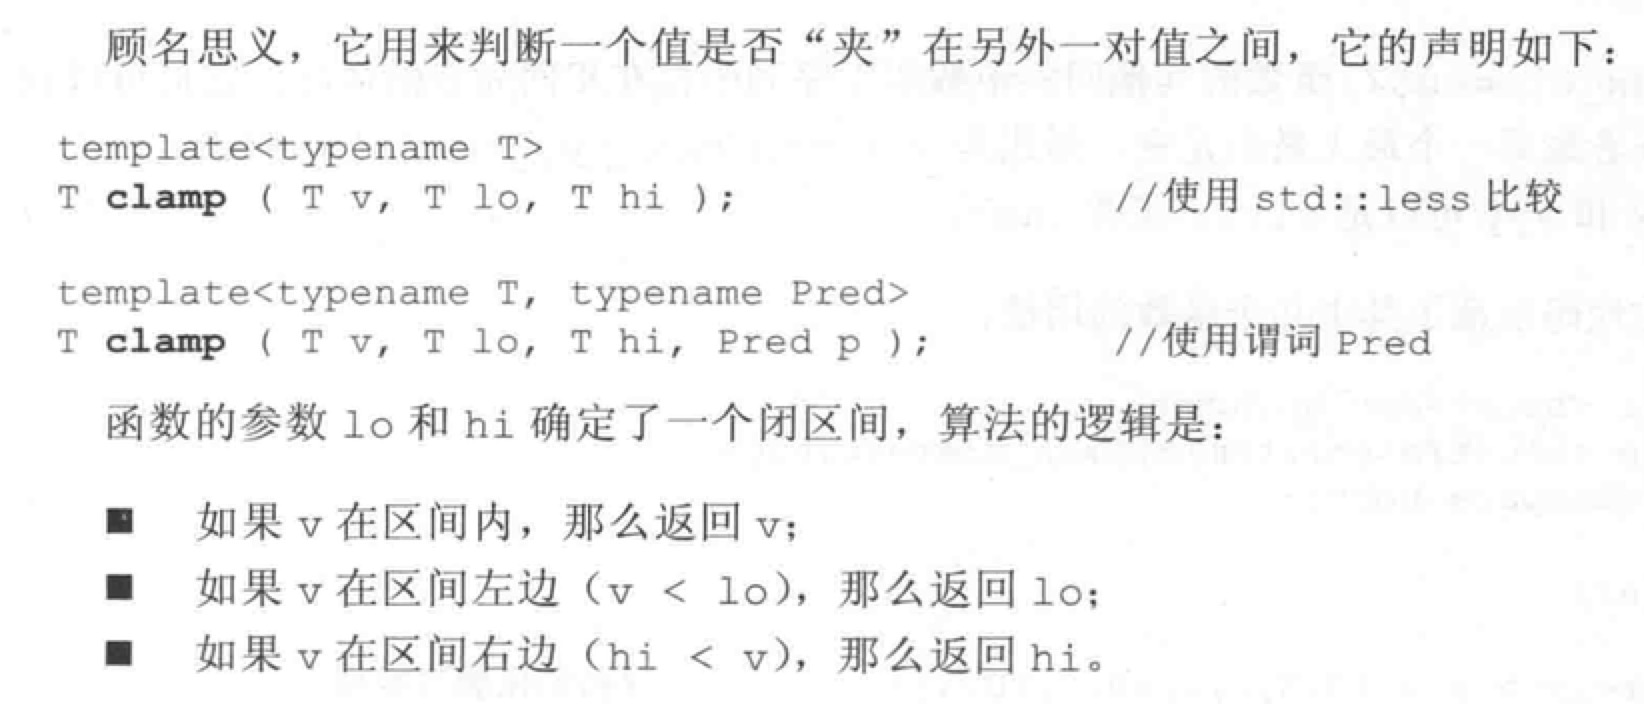 顾名思义，它用来判断一个值是否“夹”在另外一对值之间，它的声明如下：
template<typename T>
T clamp ( T v, T lo, T hi ); //使用 std::less 比较
template<typename T, typename Pred>
T clamp ( T v, T lo, T hi, Pred p ); //使用谓词 Pred
函数的参数 lo 和 hi 确定了一个闭区间，算法的逻辑是：
■ 如果 v 在区间内，那么返回 v；
■ 如果 v 在区间左边（v < lo），那么返回 lo；
■ 如果 v 在区间右边（hi < v），那么返回 hi。